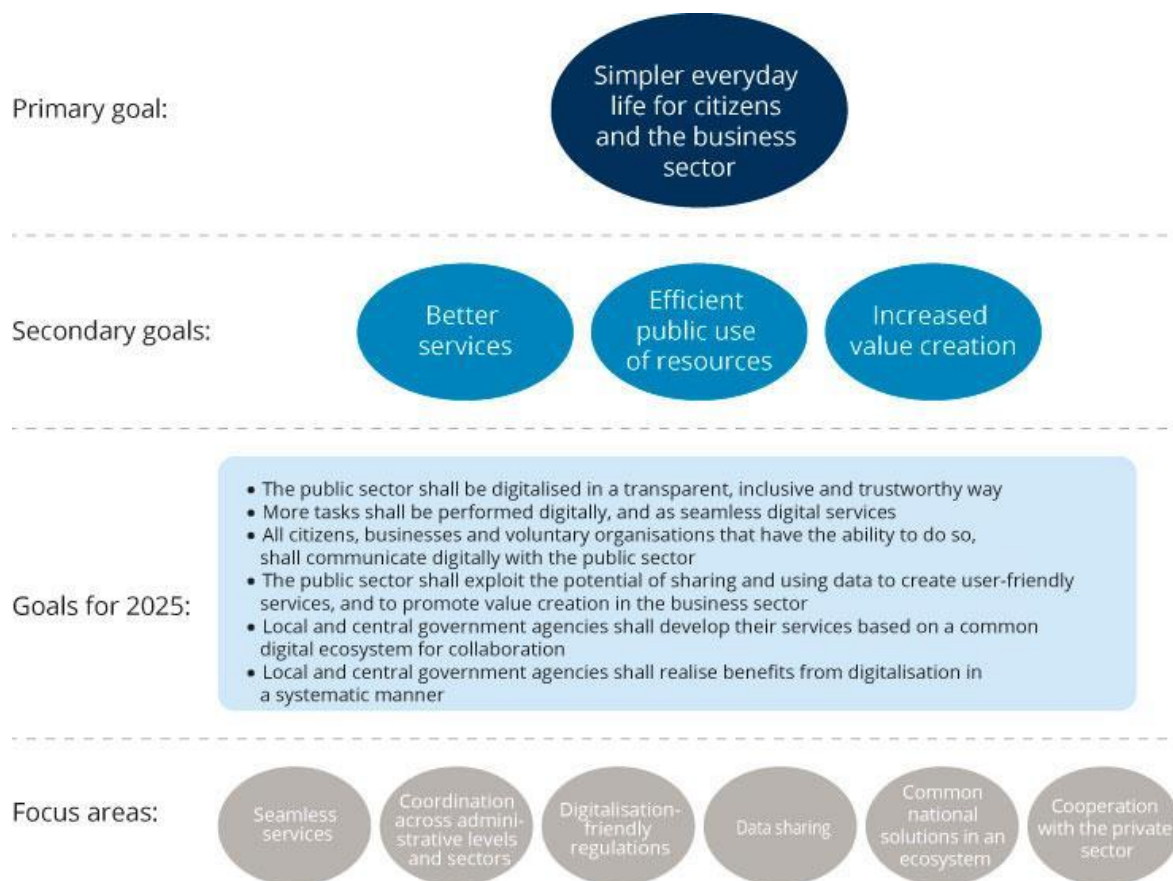 Primary goal:
Simpler everyday
life for citizens
and the business
sector
Secondary goals:
Better
services
Efficient
public use
of resources
Increased
value creation
Goals for 2025:
• The public sector shall be digitalised in a transparent, inclusive and trustworthy way
• More tasks shall be performed digitally, and as seamless digital services
• All citizens, businesses and voluntary organisations that have the ability to do so,
shall communicate digitally with the public sector
• The public sector shall exploit the potential of sharing and using data to create user-friendly
services, and to promote value creation in the business sector
• Local and central government agencies shall develop their services based on a common
digital ecosystem for collaboration
• Local and central government agencies shall realise benefits from digitalisation in
a systematic manner
Focus areas:
Seamless
services
Coordination
across admini-
strative levels
and sectors
Digitalisation-
friendly
regulations
Data sharing
Common
national
solutions in an
ecosystem
Cooperation
with the private
sector